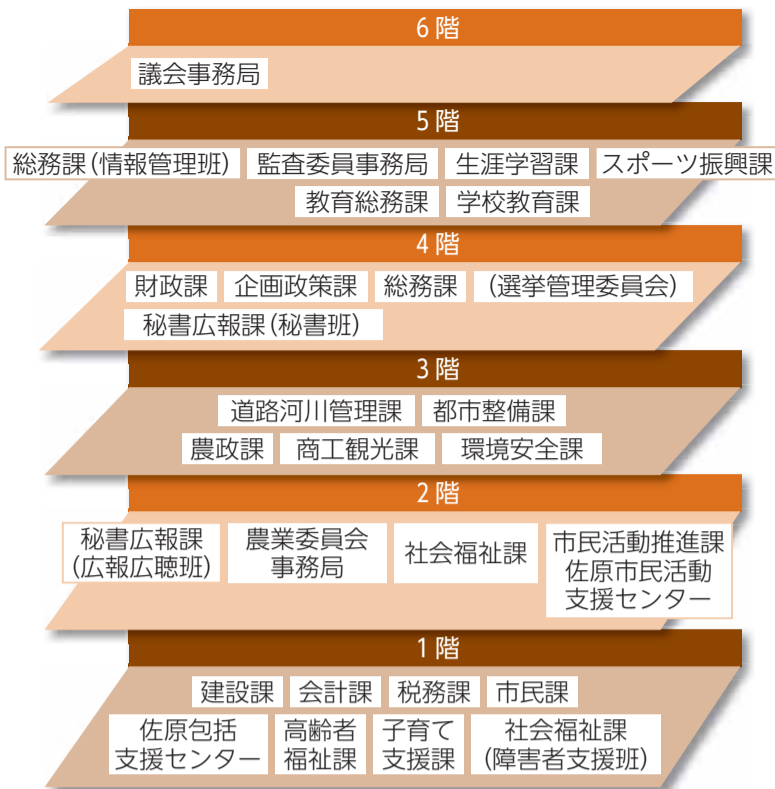 6階
議会事務局
5階
総務課(情報管理班) 監査委員事務局 生涯学習課 スポーツ振興課
教育総務課 学校教育課
4階
財政課 企画政策課 総務課 (選挙管理委員会)
秘書広報課(秘書班)
3階
道路河川管理課 都市整備課
農政課 商工観光課 環境安全課
2階
秘書広報課
(広報広聴班)
農業委員会
事務局
社会福祉課
市民活動推進課
佐原市民活動
支援センター
1階
建設課 会計課 税務課 市民課
佐原包括
支援センター
高齢者
福祉課
子育て
支援課
社会福祉課
(障害者支援班)